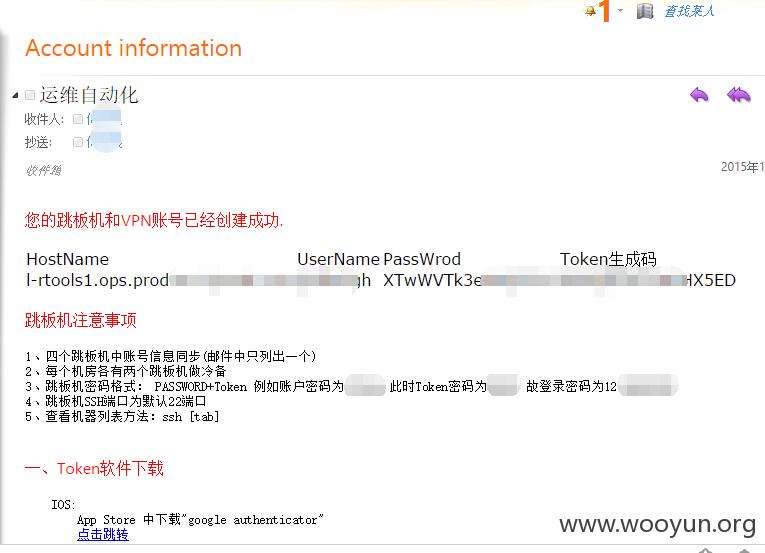 1 查找某人
Account information
运维自动化
收件人:
抄送:
收件箱
2015年1
您的跳板机和VPN账号已经创建成功.
HostName UserName PassWrod Token生成码
l-rtools1.ops.prod gh XTwWVTk3e HX5ED
跳板机注意事项
1、四个跳板机中账号信息同步(邮件中只列出一个)
2、每个机房各有两个跳板机做冷备
3、跳板机密码格式: PASSWORD+Token 例如账户密码为 此时Token密码为 故登录密码为12
4、跳板机SSH端口为默认22端口
5、查看机器列表方法:ssh [tab]
一、Token软件下载
IOS:
App Store 中下载"google authenticator"
点击跳转
www.wooyun.org